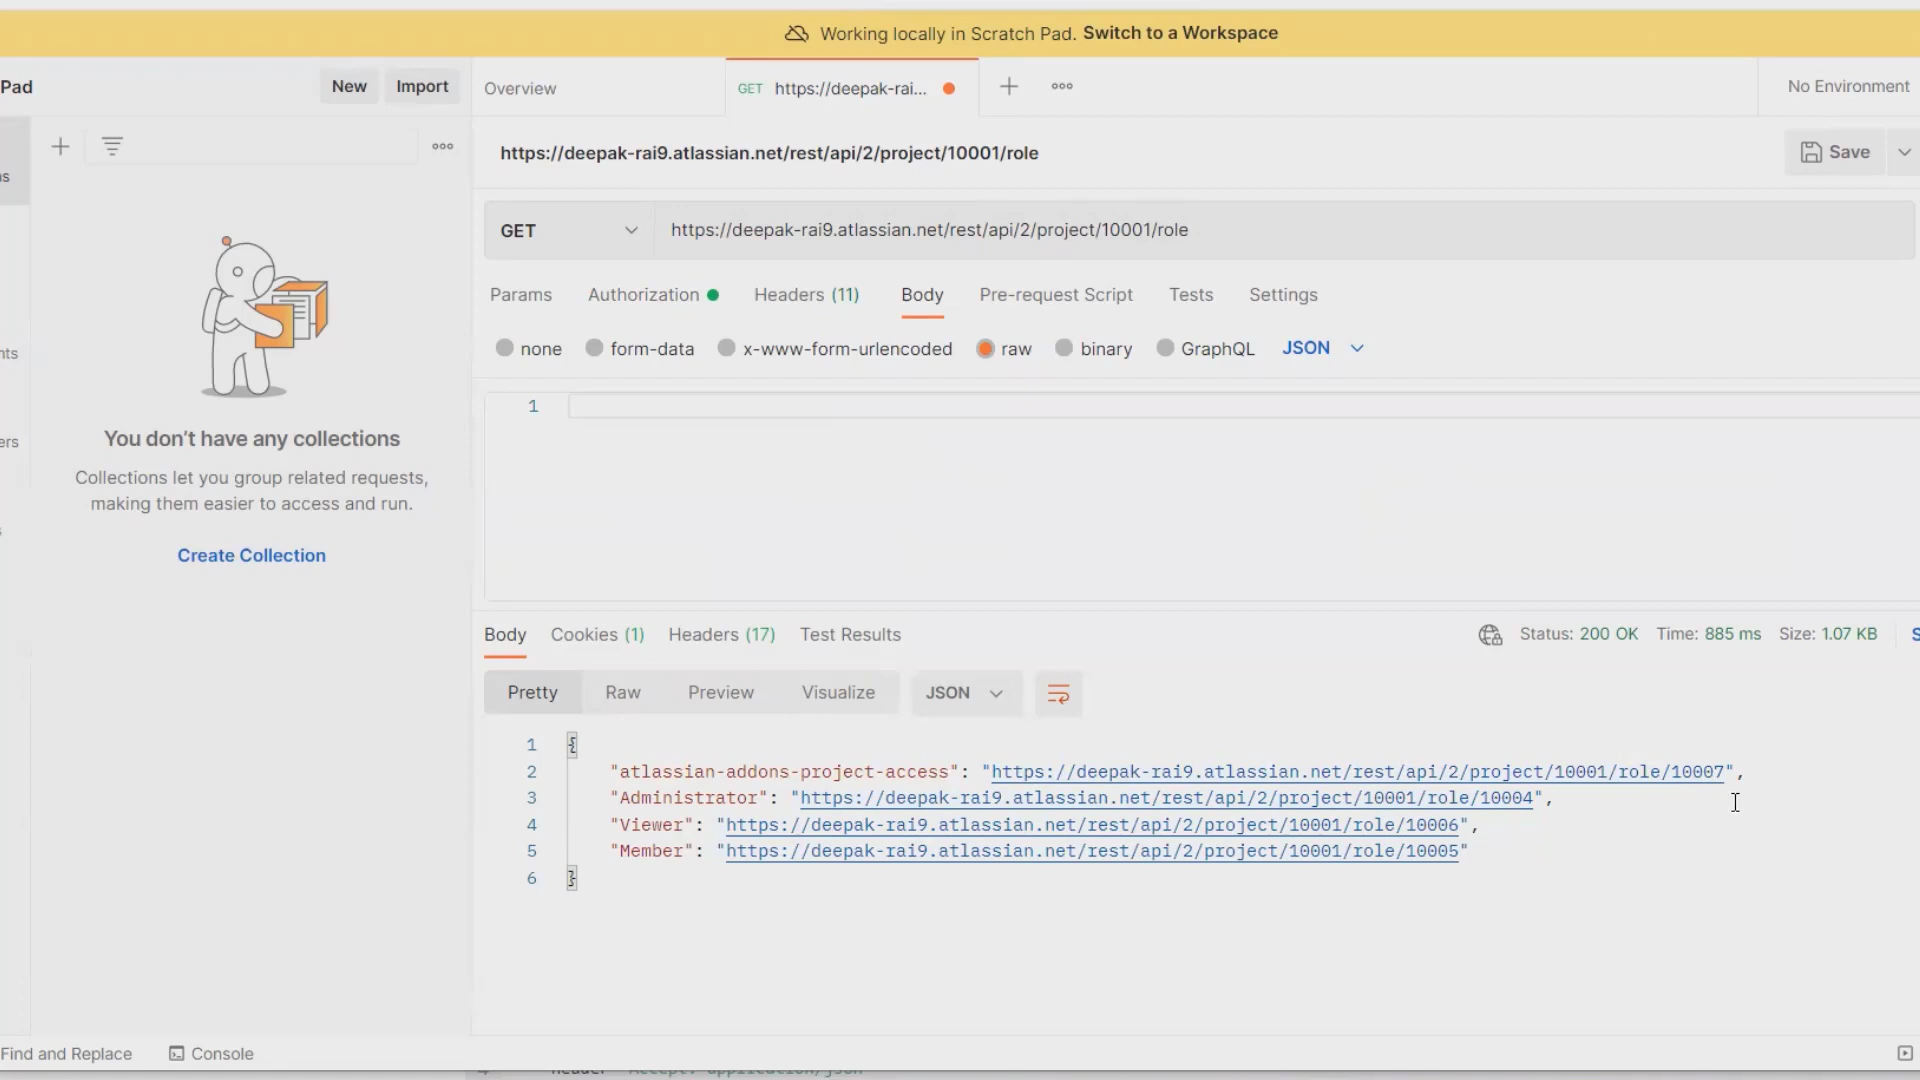 Working locally in Scratch Pad. Switch to a Workspace
Pad
New
Import
Overview
GET https://deepak-rai...
No Environment
https://deepak-rai9.atlassian.net/rest/api/2/project/10001/role
Save
GET
https://deepak-rai9.atlassian.net/rest/api/2/project/10001/role
Params
Authorization
Headers (11)
Body
Pre-request Script
Tests
Settings
none
form-data
x-www-form-urlencoded
raw
binary
GraphQL
JSON
1
You don't have any collections
Collections let you group related requests,
making them easier to access and run.
Create Collection
Body
Cookies (1)
Headers (17)
Test Results
Status: 200 OK
Time: 885 ms
Size: 1.07 KB
Pretty
Raw
Preview
Visualize
JSON
1 {
2 "atlassian-addons-project-access": "https://deepak-rai9.atlassian.net/rest/api/2/project/10001/role/10007",
3 "Administrator": "https://deepak-rai9.atlassian.net/rest/api/2/project/10001/role/10004",
4 "Viewer": "https://deepak-rai9.atlassian.net/rest/api/2/project/10001/role/10006",
5 "Member": "https://deepak-rai9.atlassian.net/rest/api/2/project/10001/role/10005"
6 }
Find and Replace
Console